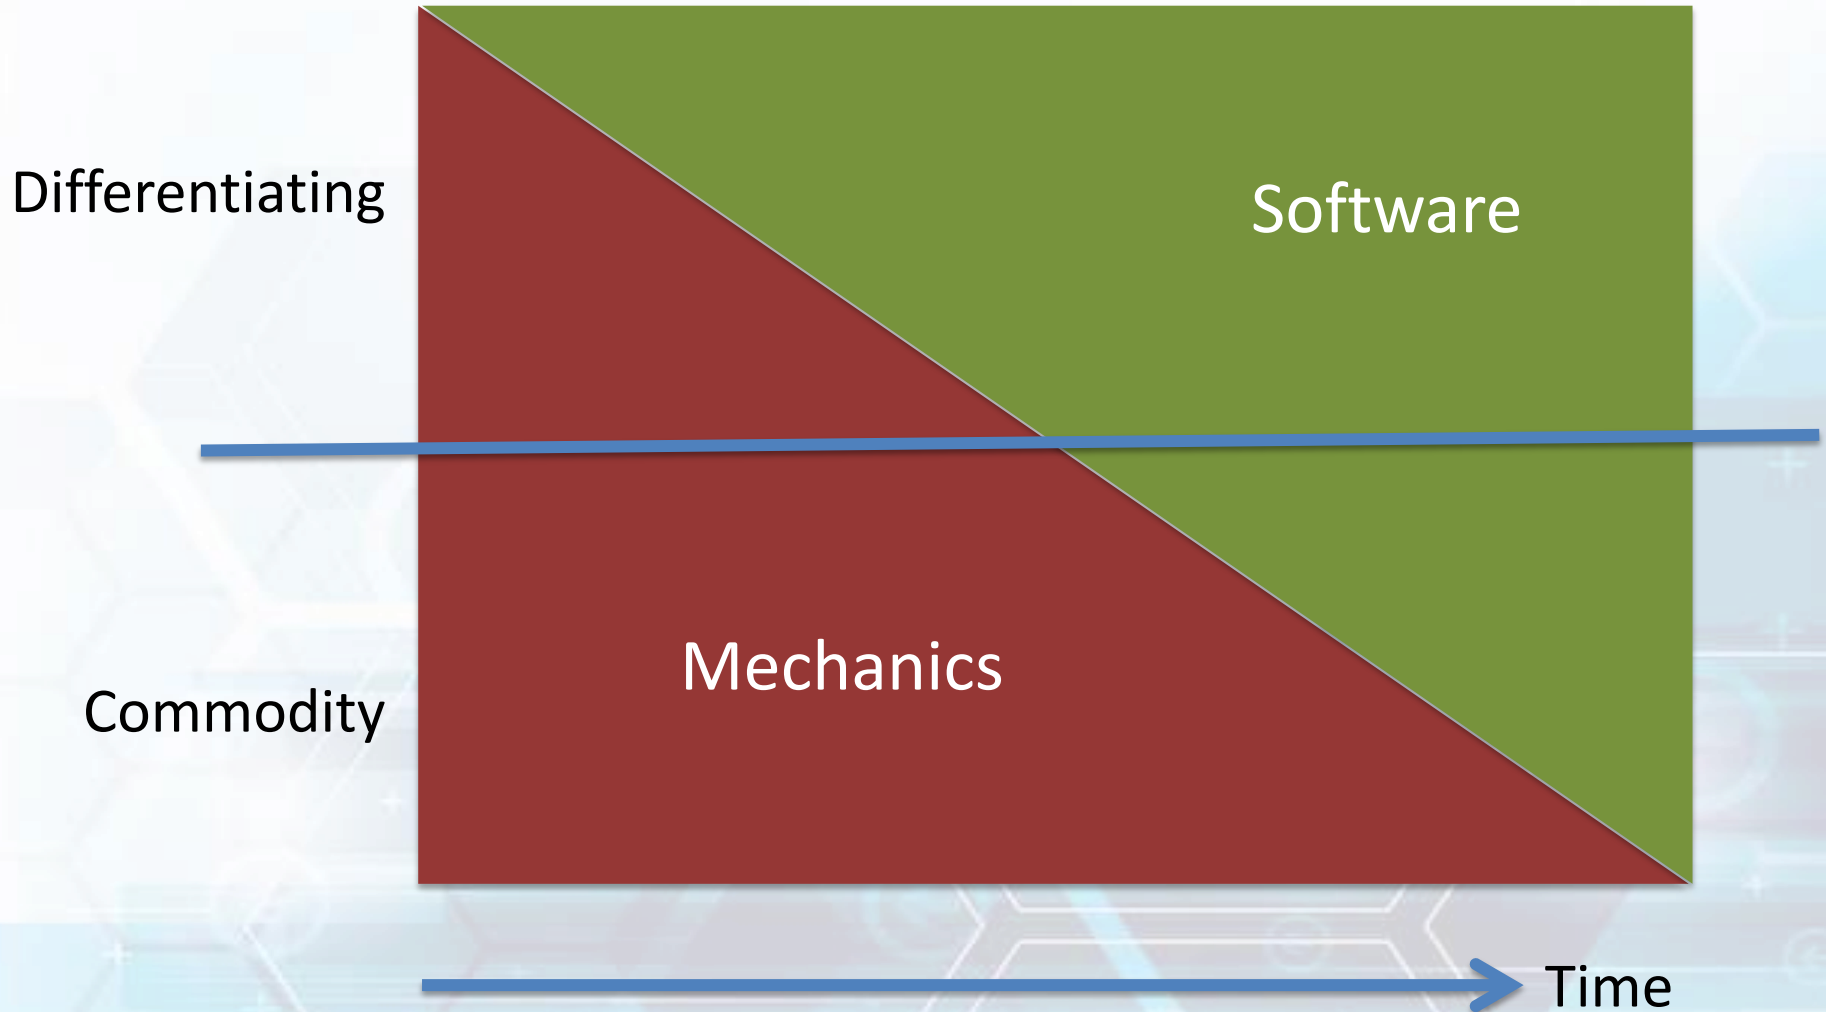 Differentiating
Software
Mechanics
Commodity
Time